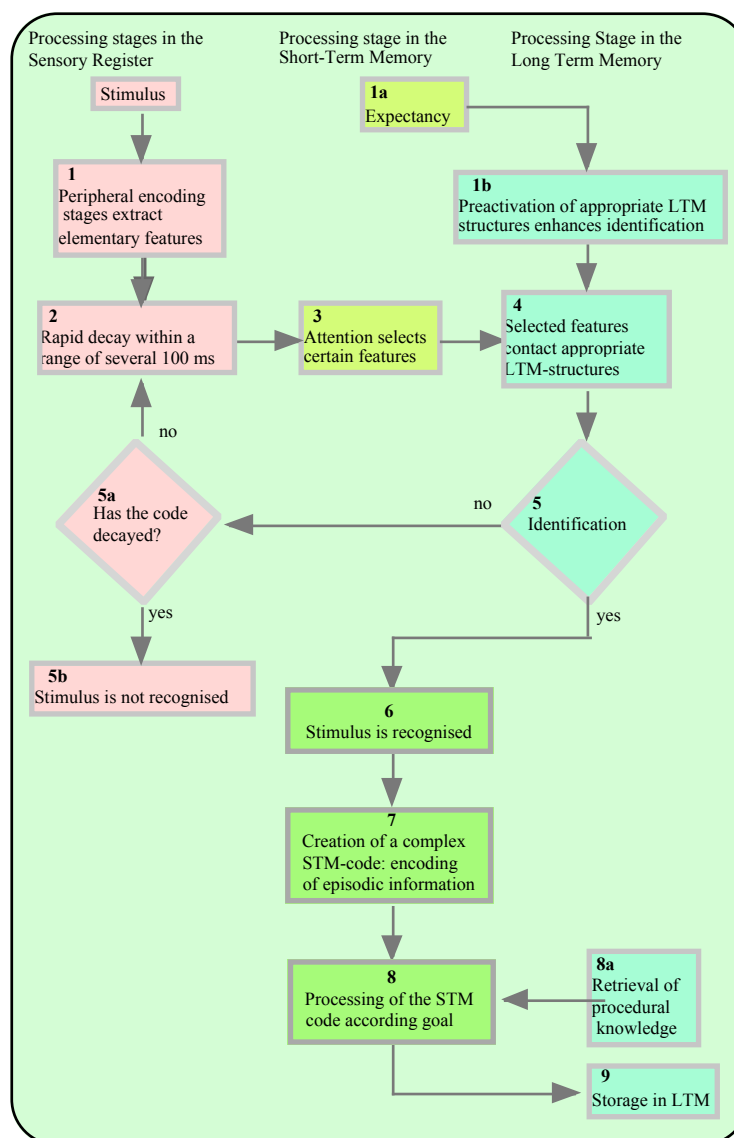 Processing stages in the
Sensory Register
Processing stage in the
Short-Term Memory
Processing Stage in the
Long Term Memory
Stimulus
1a
Expectancy
1
Peripheral encoding
stages extract
elementary features
1b
Preactivation of appropriate LTM
structures enhances identification
2
Rapid decay within a
range of several 100 ms
3
Attention selects
certain features
4
Selected features
contact appropriate
LTM-structures
no
5a
Has the code
decayed?
no
5
Identification
yes
yes
5b
Stimulus is not recognised
6
Stimulus is recognised
7
Creation of a complex
STM-code: encoding
of episodic information
8
Processing of the STM
code according goal
8a
Retrieval of
procedural
knowledge
9
Storage in LTM